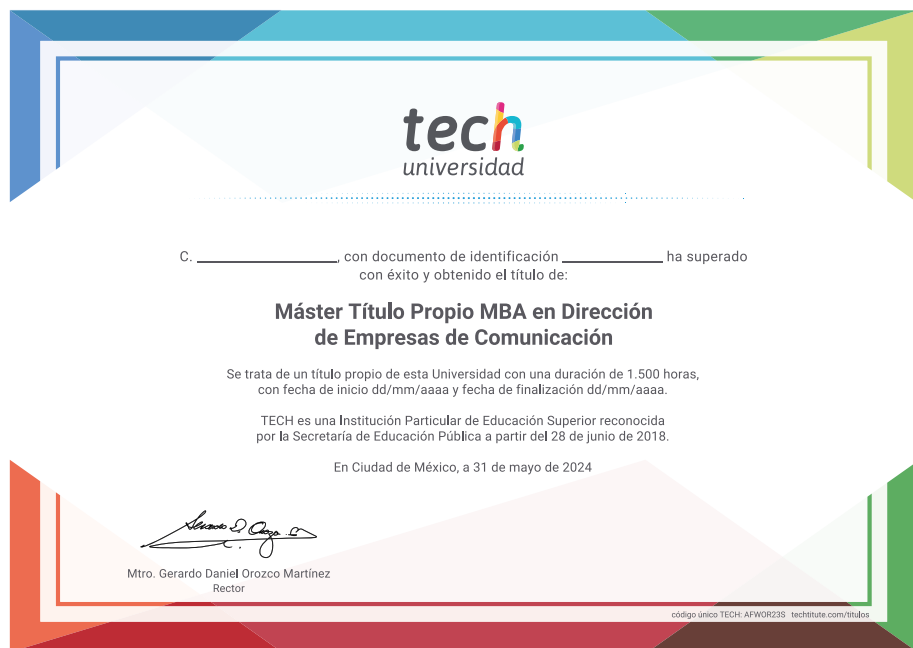 tech
universidad
C. ____________________, con documento de identificación ______________ ha superado
con éxito y obtenido el título de:
Máster Título Propio MBA en Dirección
de Empresas de Comunicación
Se trata de un título propio de esta Universidad con una duración de 1.500 horas,
con fecha de inicio dd/mm/aaaa y fecha de finalización dd/mm/aaaa.
TECH es una Institución Particular de Educación Superior reconocida
por la Secretaría de Educación Pública a partir del 28 de junio de 2018.
En Ciudad de México, a 31 de mayo de 2024
Mtro. Gerardo Daniel Orozco Martínez
Rector
código único TECH: AFWOR23S techtitute.com/titulos